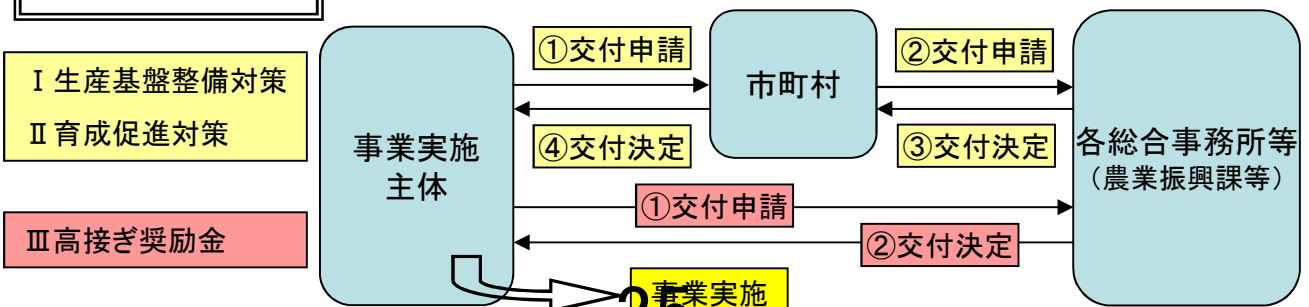 Ⅰ生産基盤整備対策
Ⅱ育成促進対策
Ⅲ高接ぎ奨励金
事業実施
主体
①交付申請
④交付決定
市町村
②交付申請
③交付決定
①交付申請
②交付決定
各総合事務所等
（農業振興課等）
事業実施
25